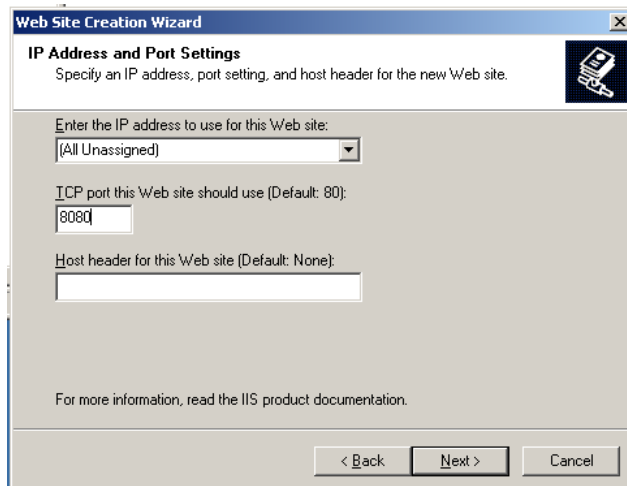 Web Site Creation Wizard
IP Address and Port Settings
Specify an IP address, port setting, and host header for the new Web site.
Enter the IP address to use for this Web site:
(All Unassigned)
TCP port this Web site should use (Default: 80):
8080
Host header for this Web site (Default: None):
For more information, read the IIS product documentation.
< Back Next > Cancel